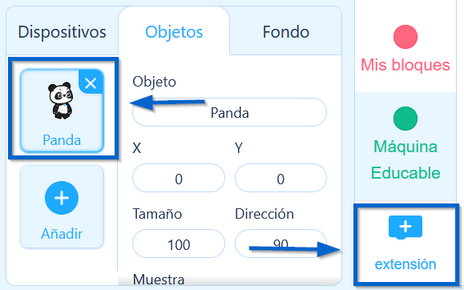 Dispositivos
Objetos
Fondo
Panda
Añadir
Objeto
Panda
X
Y
0
0
Tamaño
Dirección
100
90
Muestra
Mis bloques
Máquina
Educable
extensión